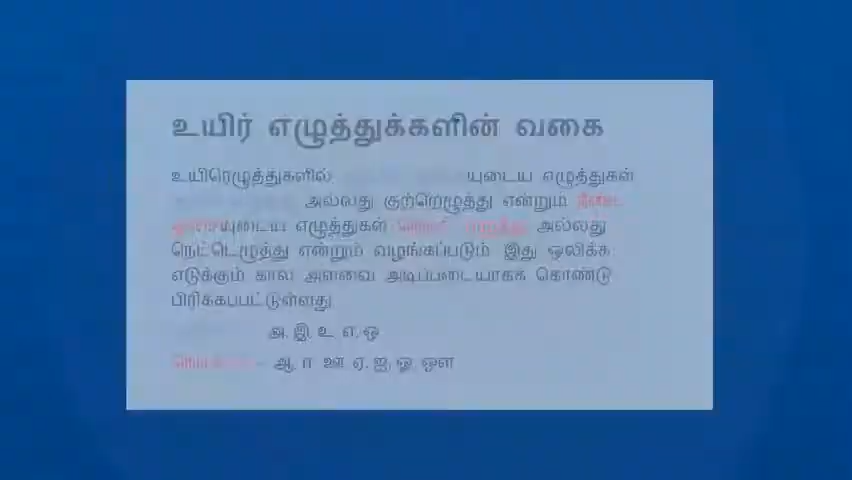 உயிர் எழுத்துக்களின் வகை
உயிரெழுத்துகளில் யுடைய எழுத்துகள்
அல்லது குற்றெழுத்து என்றும்
யுடைய எழுத்துகள் அல்லது
நெட்டெழுத்து என்றும் வழங்கப்படும். இது ஒலிக்க
எடுக்கும் கால அளவை அடிப்படையாகக் கொண்டு
பிரிக்கப்பட்டுள்ளது.
அ, இ, உ, எ, ஒ
– ஆ, ஈ, ஊ, ஏ, ஐ, ஓ, ஔ